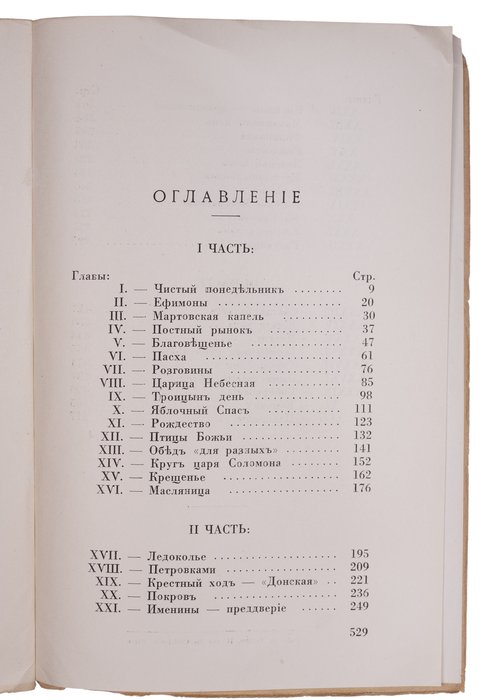 ОГЛАВЛЕНІЕ
I ЧАСТЬ:
Главы: Стр.
I. — Чистый понедѣльникъ ........ 9
II. — Ефимоны .................. 20
III. — Мартовская капель ......... 30
IV. — Постный рынокъ .......... 37
V. — Благовѣщенье ............ 47
VI. — Пасха .................... 61
VII. — Розговины ................ 76
VIII. — Царица Небесная .......... 85
IX. — Троицынъ день ........... 98
X. — Яблочный Спасъ .......... 111
XI. — Рождество ............... 123
XII. — Птицы Божьи ............ 132
XIII. — Обѣдъ «для разныхъ» ...... 141
XIV. — Кругъ царя Соломона ...... 152
XV. — Крещенье ................ 162
XVI. — Масляница ............... 176
II ЧАСТЬ:
XVII. — Ледоколье ................ 195
XVIII. — Петровками .............. 209
XIX. — Крестный ходъ — «Донская» .. 221
XX. — Покровъ ................. 236
XXI. — Именины — преддверіе ...... 249
529